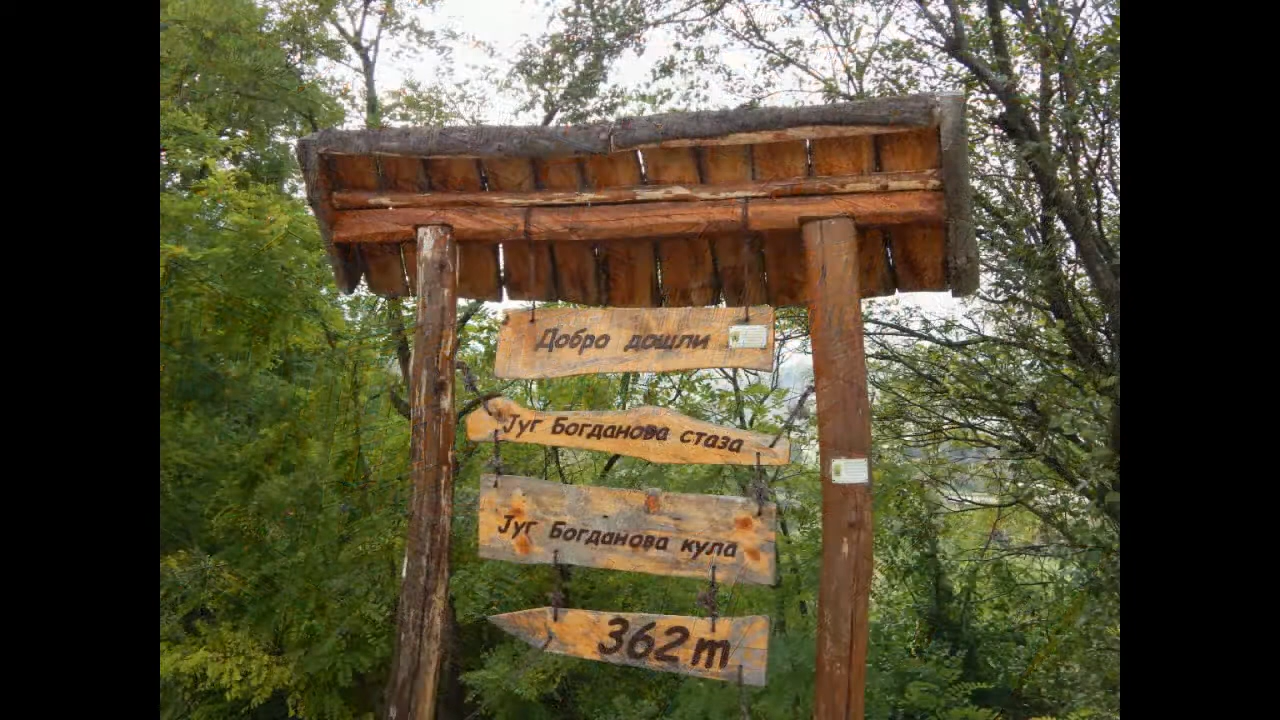 Добро дошли
Југ Богданова стаза
Југ Богданова кула
362m